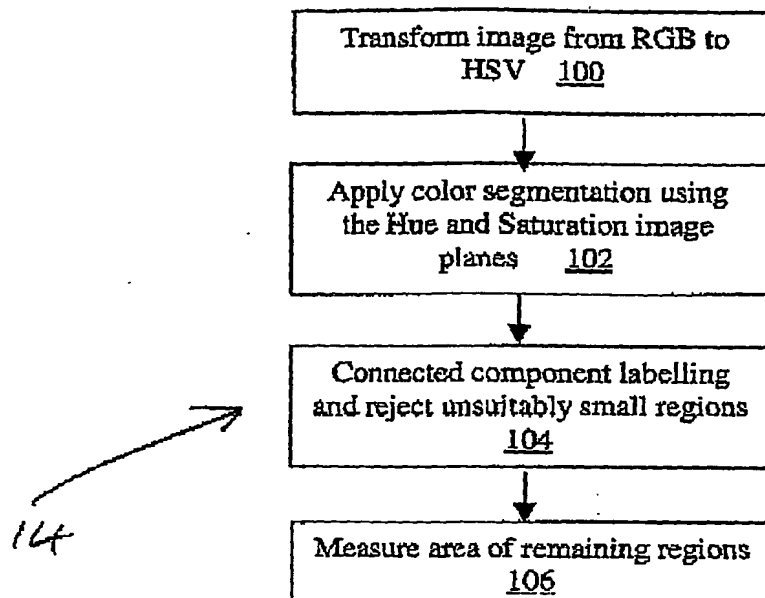 Transform image from RGB to
HSV 100
Apply color segmentation using
the Hue and Saturation image
planes 102
Connected component labelling
and reject unsuitably small regions
104
14
Measure area of remaining regions
106